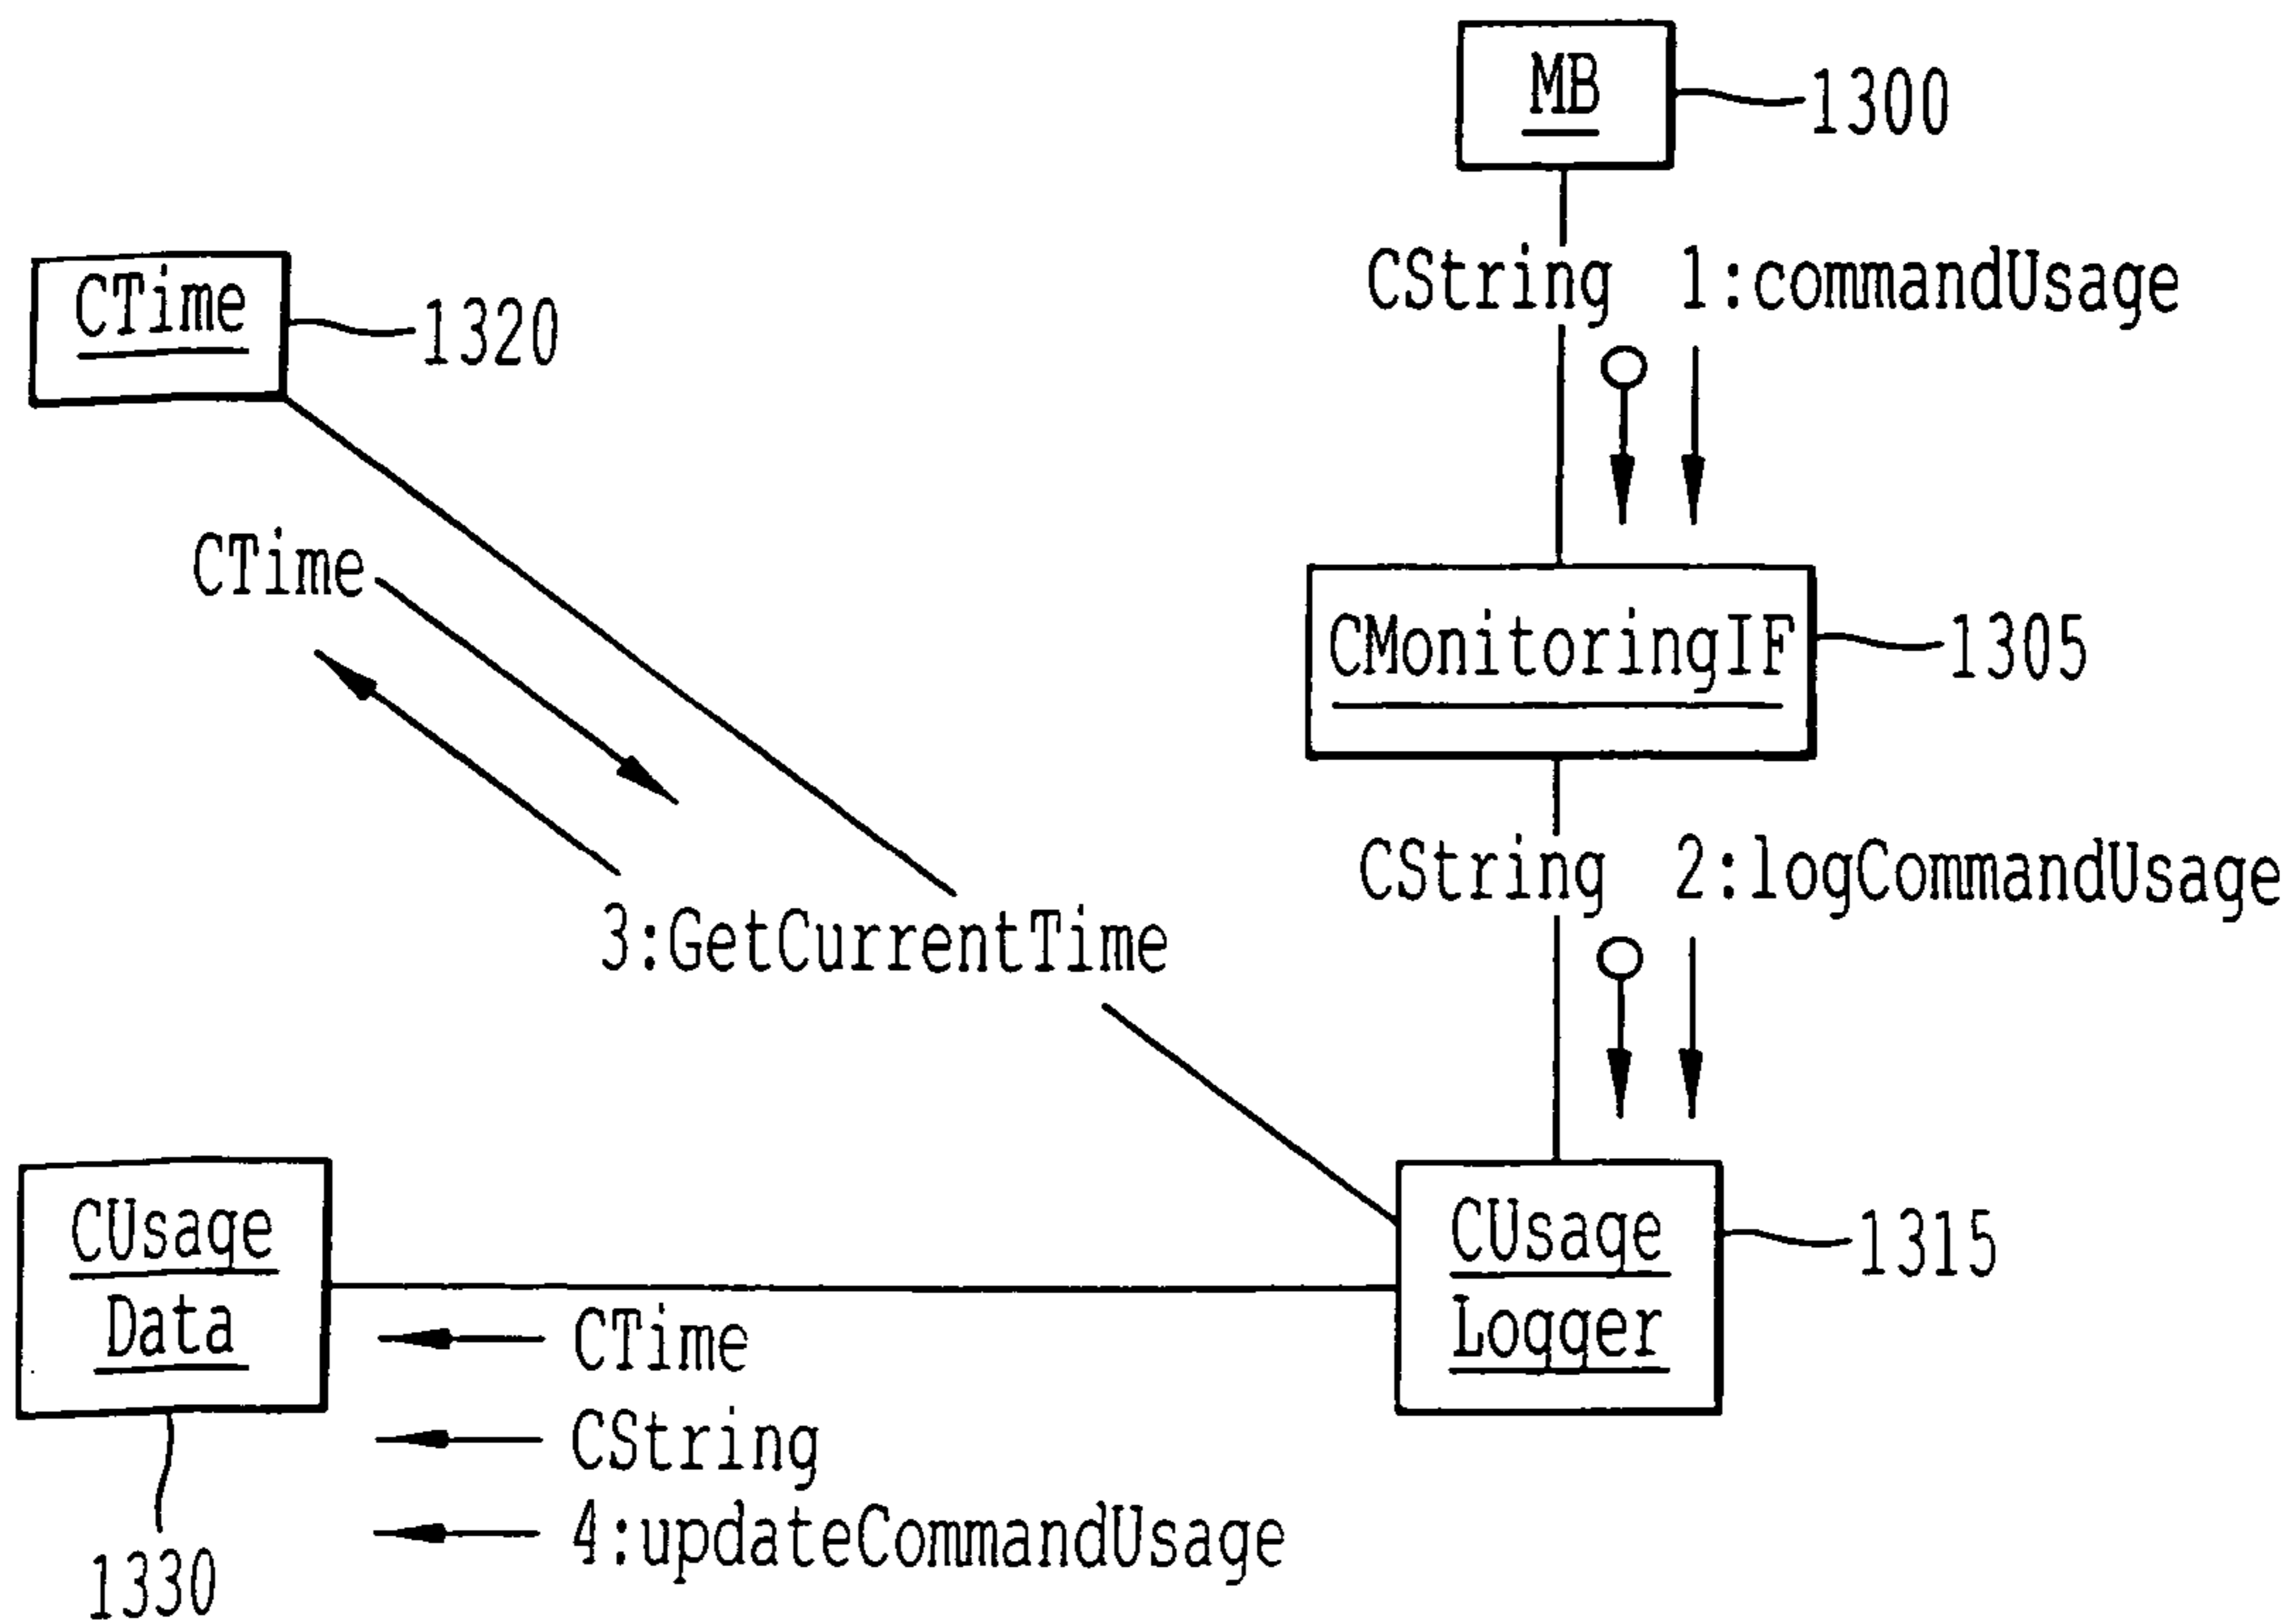 MB
1300
CTime
1320
CString 1:commandUsage
CTime
CMonitoringIF
1305
CString 2:logCommandUsage
3:GetCurrentTime
CUsage
Logger
1315
CUsage
Data
1330
CTime
CString
4:updateCommandUsage